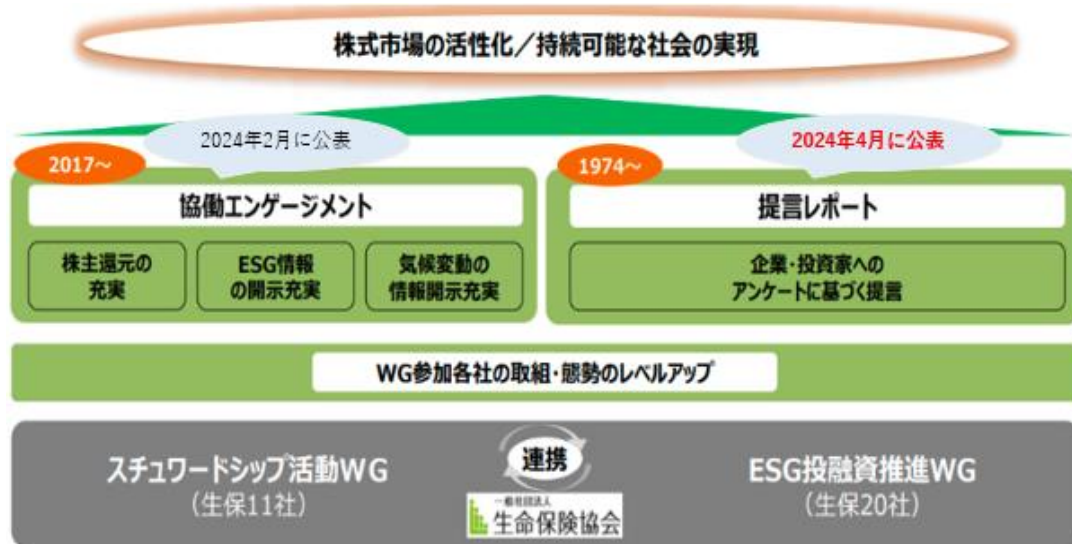 株式市場の活性化／持続可能な社会の実現
2024年2月に公表
2024年4月に公表
2017～
1974～
協働エンゲージメント
提言レポート
株主還元の
充実
ESG情報
の開示充実
気候変動の
情報開示充実
企業・投資家への
アンケートに基づく提言
WG参加各社の取組・態勢のレベルアップ
スチュワードシップ活動WG
（生保11社）
連携
一般社団法人
生命保険協会
ESG投融資推進WG
（生保20社）